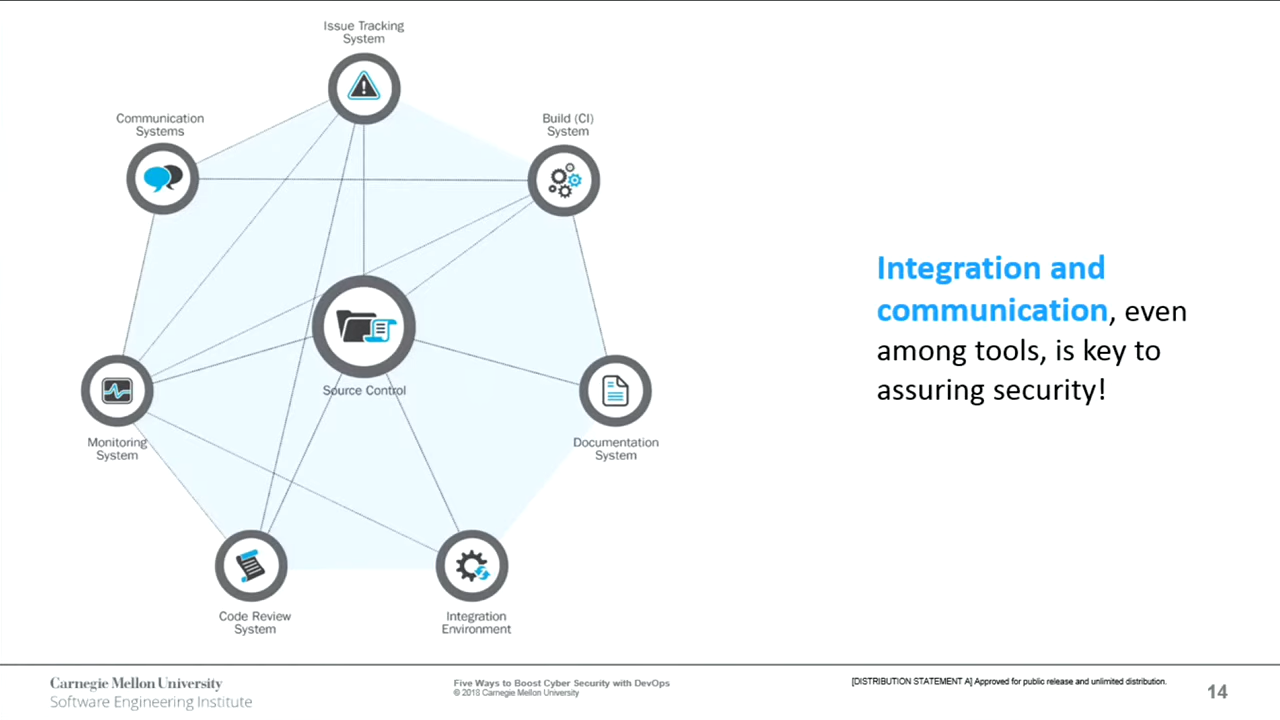 Issue Tracking
System
Communication
Systems
Build (CI)
System
Integration and
communication, even
among tools, is key to
assuring security!
Source Control
Monitoring
System
Documentation
System
Code Review
System
Integration
Environment
Carnegie Mellon University
Software Engineering Institute
Five Ways to Boost Cyber Security with DevOps
© 2018 Carnegie Mellon University
[DISTRIBUTION STATEMENT A] Approved for public release and unlimited distribution.
14